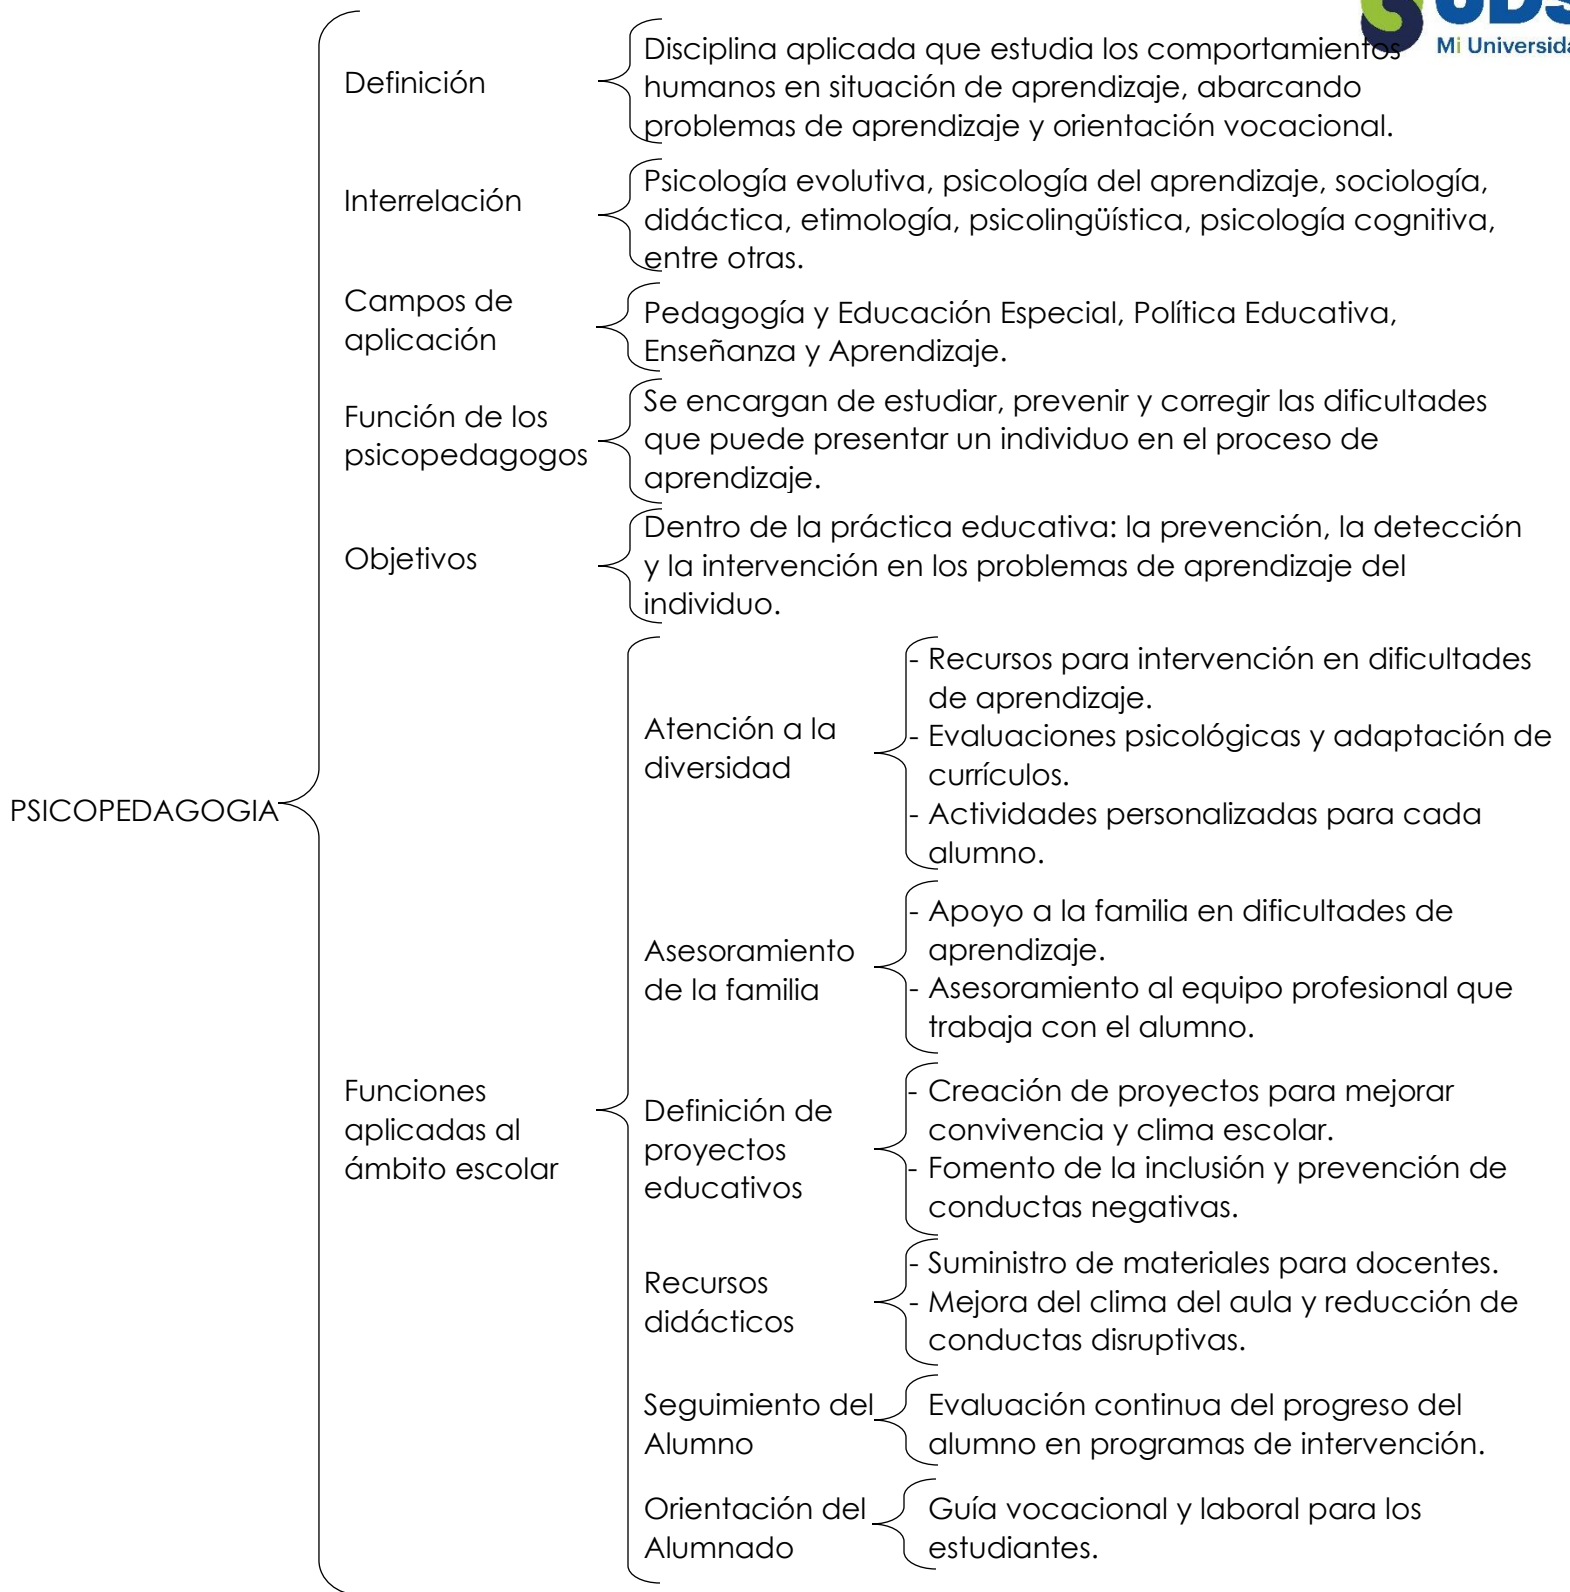 UDS
Mi Universida
PSICOPEDAGOGIA
Definición
Disciplina aplicada que estudia los comportamientos
humanos en situación de aprendizaje, abarcando
problemas de aprendizaje y orientación vocacional.
Interrelación
Psicología evolutiva, psicología del aprendizaje, sociología,
didáctica, etimología, psicolingüística, psicología cognitiva,
entre otras.
Campos de
aplicación
Pedagogía y Educación Especial, Política Educativa,
Enseñanza y Aprendizaje.
Función de los
psicopedagogos
Se encargan de estudiar, prevenir y corregir las dificultades
que puede presentar un individuo en el proceso de
aprendizaje.
Objetivos
Dentro de la práctica educativa: la prevención, la detección
y la intervención en los problemas de aprendizaje del
individuo.
Funciones
aplicadas al
ámbito escolar
Atención a la
diversidad
- Recursos para intervención en dificultades
de aprendizaje.
- Evaluaciones psicológicas y adaptación de
currículos.
- Actividades personalizadas para cada
alumno.
Asesoramiento
de la familia
- Apoyo a la familia en dificultades de
aprendizaje.
- Asesoramiento al equipo profesional que
trabaja con el alumno.
Definición de
proyectos
educativos
- Creación de proyectos para mejorar
convivencia y clima escolar.
- Fomento de la inclusión y prevención de
conductas negativas.
Recursos
didácticos
- Suministro de materiales para docentes.
- Mejora del clima del aula y reducción de
conductas disruptivas.
Seguimiento del
Alumno
Evaluación continua del progreso del
alumno en programas de intervención.
Orientación del
Alumnado
Guía vocacional y laboral para los
estudiantes.